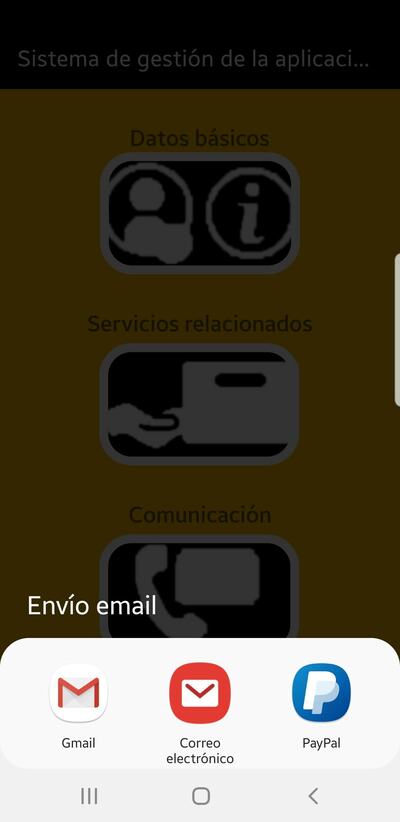 Sistema de gestión de la aplicaci...
Datos básicos
Servicios relacionados
Comunicación
Envío email
Gmail
Correo
electrónico
PayPal